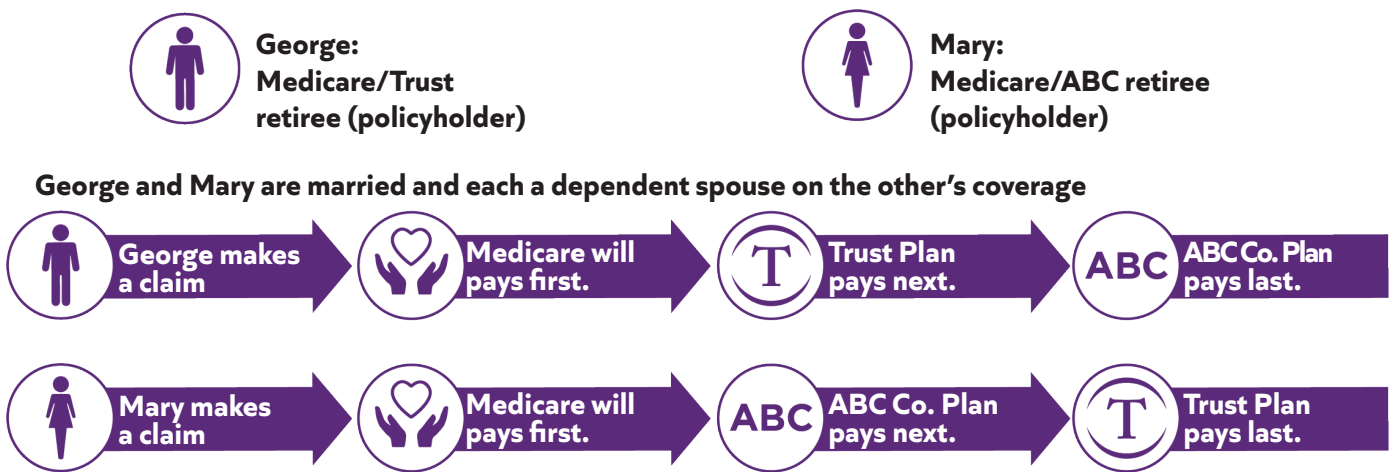 George:
Medicare/Trust
retiree (policyholder)
Mary:
Medicare/ABC retiree
(policyholder)
George and Mary are married and each a dependent spouse on the other’s coverage
George makes
a claim
Medicare will
pays first.
T
Trust Plan
pays next.
ABC
ABC Co. Plan
pays last.
Mary makes
a claim
Medicare will
pays first.
ABC
ABC Co. Plan
pays next.
T
Trust Plan
pays last.